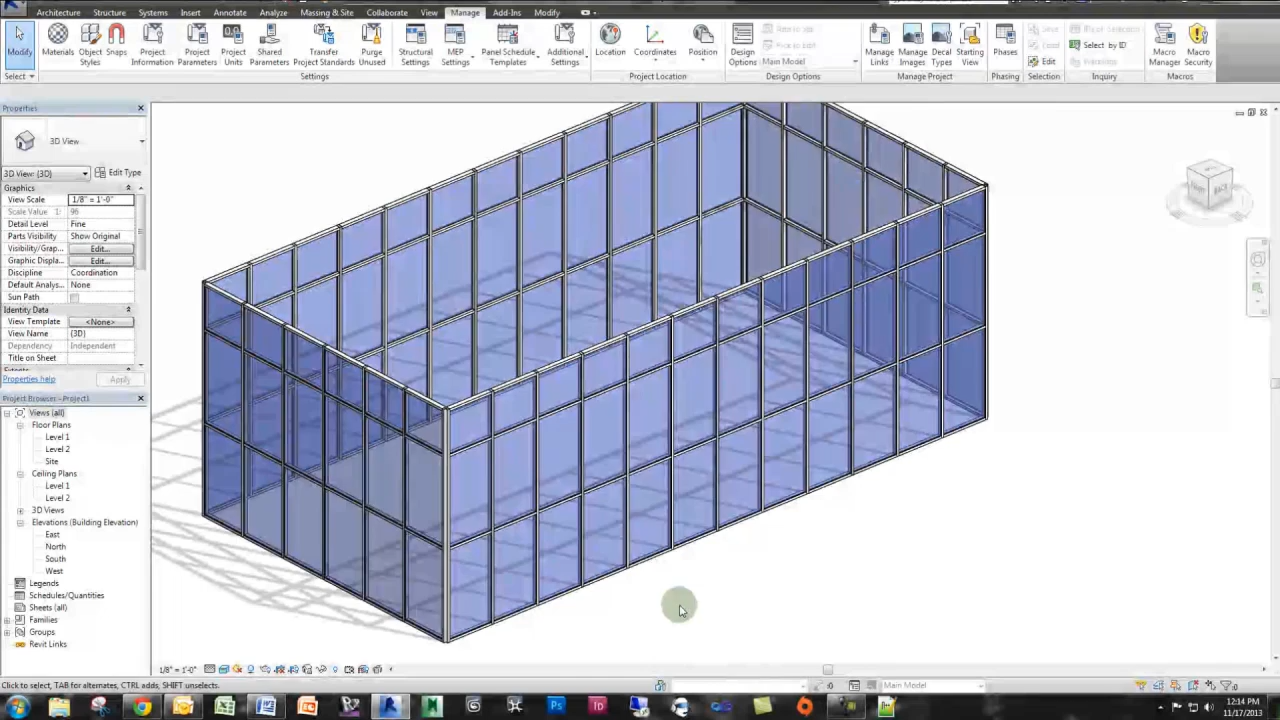 Architecture Structure Systems Insert Annotate Analyze Massing & Site Collaborate View Manage Add-Ins Modify
Modify Materials Object Styles Snaps Project Information Project Parameters Project Units Shared Parameters Transfer Project Standards Purge Unused Structural Settings MEP Settings Panel Schedule Templates Additional Settings Location Coordinates Position Design Options Manage Links Manage Images Decal Types Starting View Phases Edit Select by ID Macro Manager Macro Security
Main Model
Select Settings Project Location Design Options Manage Project Phasing Selection Inquiry Macros
Properties
3D View
3D View: {3D} Edit Type
Graphics
View Scale 1/8" = 1'-0"
Scale Value 1: 96
Detail Level Fine
Parts Visibility Show Original
Visibility/Grap... Edit...
Graphic Displa... Edit...
Discipline Coordination
Default Analys... None
Sun Path
Identity Data
View Template <None>
View Name {3D}
Dependency Independent
Title on Sheet
Extents
Properties help Apply
Project Browser - Project1
Views (all)
Floor Plans
Level 1
Level 2
Site
Ceiling Plans
Level 1
Level 2
3D Views
Elevations (Building Elevation)
East
North
South
West
Legends
Schedules/Quantities
Sheets (all)
Families
Groups
Revit Links
BACK
1/8" = 1'-0"
Click to select, TAB for alternates, CTRL adds, SHIFT unselects.
:0 Main Model :0
12:14 PM
11/17/2013